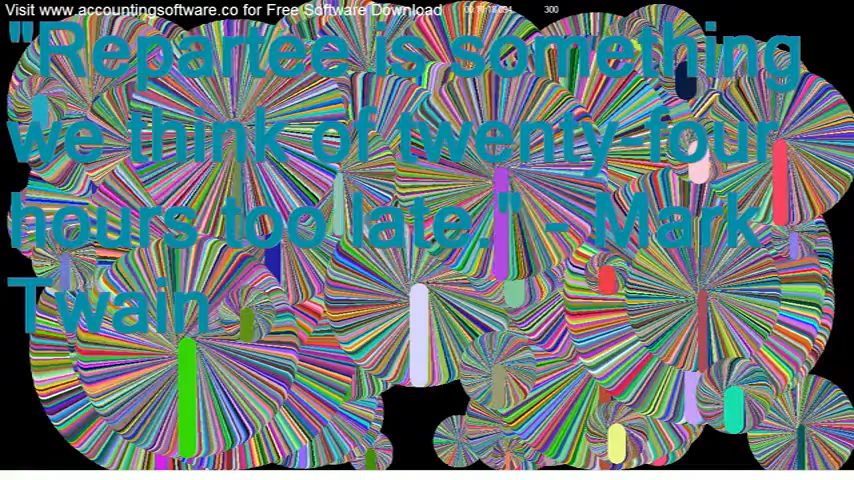 Visit www.accountingsoftware.co for Free Software Download
300
"Repartee is something
we think of twenty-four
hours too late." - Mark
Twain